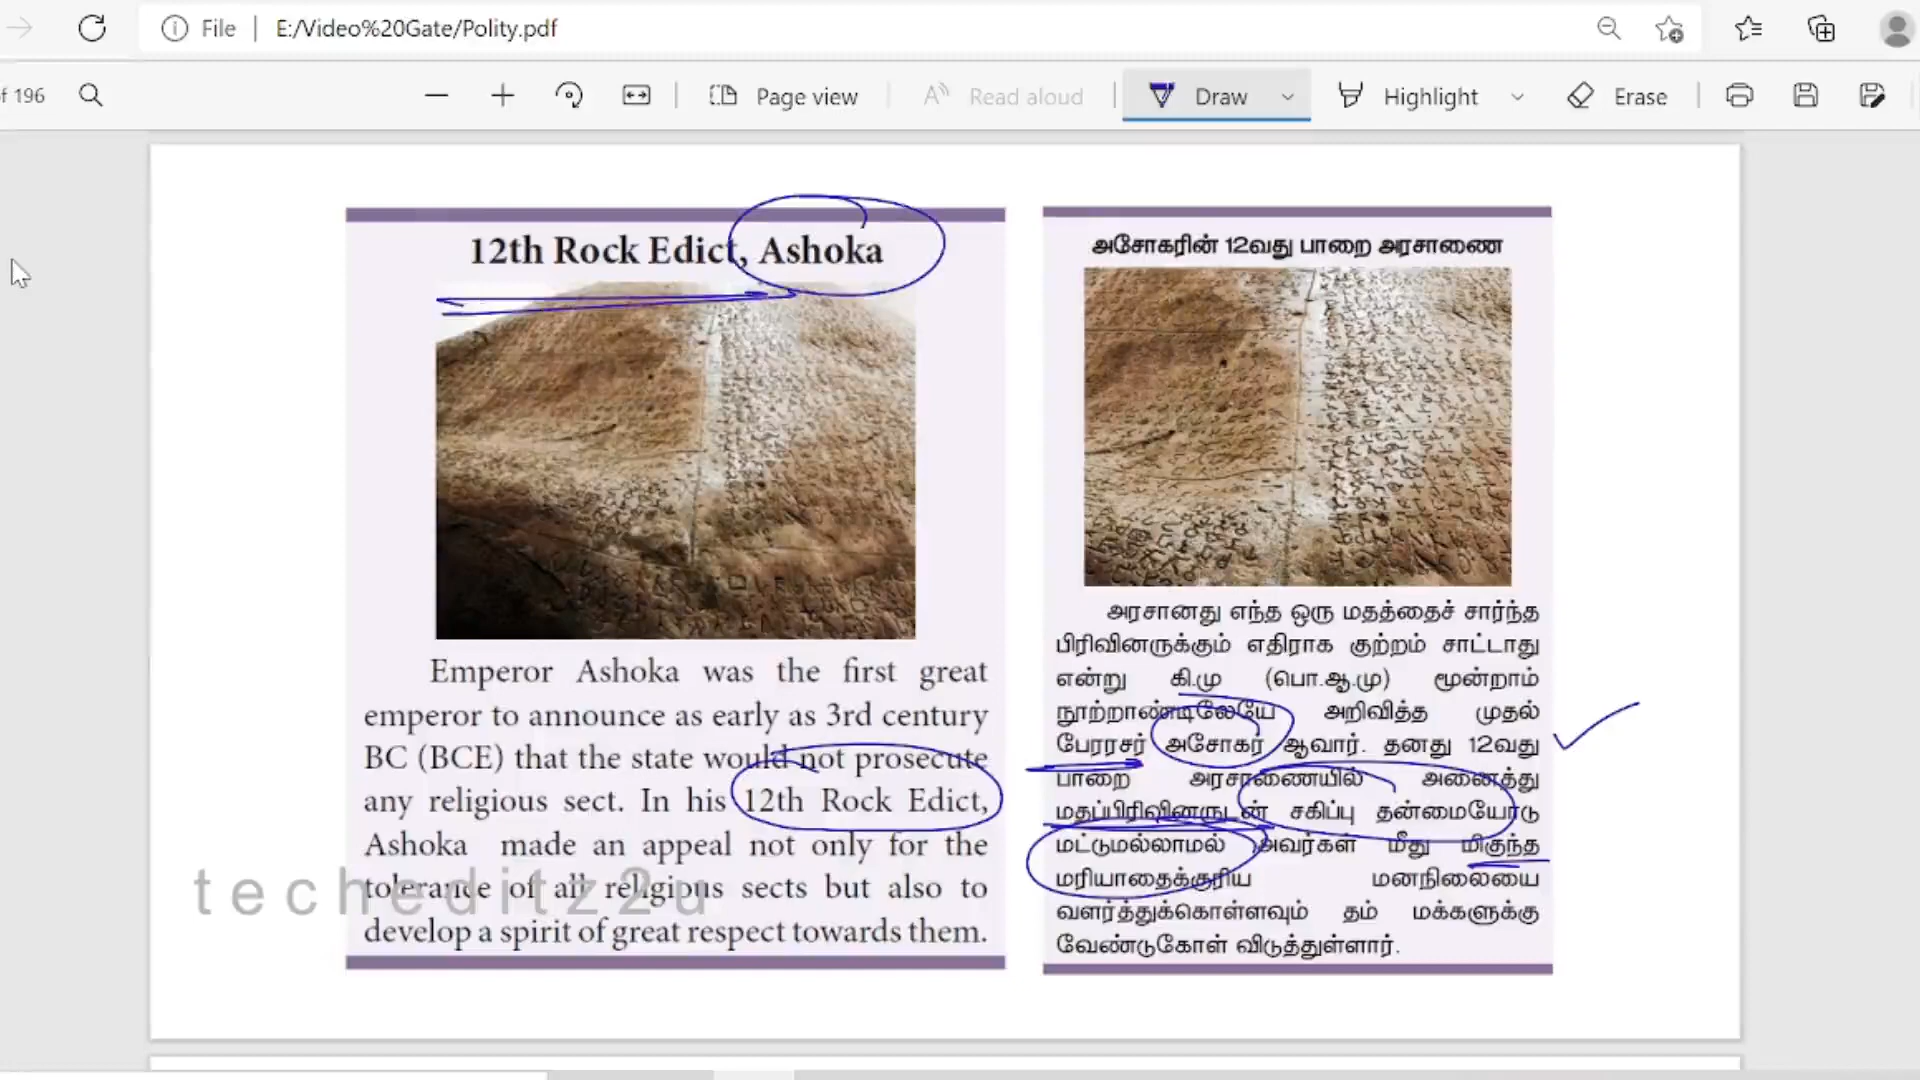 File
E:/Video%20Gate/Polity.pdf
of 196
Page view
Read aloud
Draw
Highlight
Erase
12th Rock Edict, Ashoka
Emperor Ashoka was the first great
emperor to announce as early as 3rd century
BC (BCE) that the state would not prosecute
any religious sect. In his 12th Rock Edict,
Ashoka made an appeal not only for the
tolerance of all religious sects but also to
develop a spirit of great respect towards them.
techeditz2u
அசோகரின் 12வது பாறை அரசாணை
அரசானது எந்த ஒரு மதத்தைச் சார்ந்த
பிரிவினருக்கும் எதிராக குற்றம் சாட்டாது
என்று கி.மு (பொ.ஆ.மு) மூன்றாம்
நூற்றாண்டிலேயே அறிவித்த முதல்
பேரரசர் அசோகர் ஆவார். தனது 12வது
பாறை அரசாணையில் அனைத்து
மதப்பிரிவினருடன் சகிப்பு தன்மையோடு
மட்டுமல்லாமல் அவர்கள் மீது மிகுந்த
மரியாதைக்குரிய மனநிலையை
வளர்த்துக்கொள்ளவும் தம் மக்களுக்கு
வேண்டுகோள் விடுத்துள்ளார்.